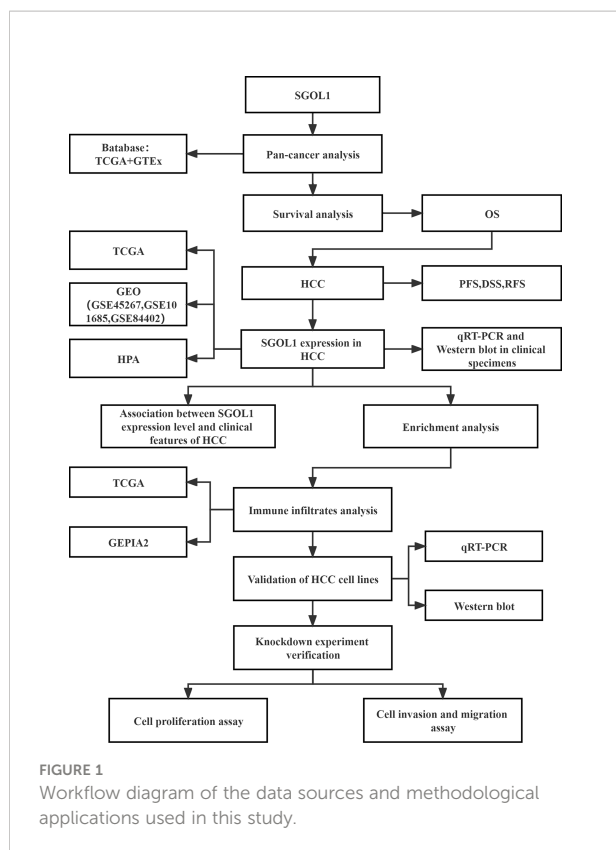 SGOL1
Batabase:
TCGA+GTEx
Pan-cancer analysis
Survival analysis
OS
TCGA
HCC
PFS,DSS,RFS
GEO
(GSE45267,GSE10
1685,GSE84402)
SGOL1 expression in
HCC
qRT-PCR and
Western blot in clinical
specimens
HPA
Association between SGOL1
expression level and clinical
features of HCC
Enrichment analysis
TCGA
Immune infiltrates analysis
GEPIA2
qRT-PCR
Validation of HCC cell lines
Western blot
Knockdown experiment
verification
Cell proliferation assay
Cell invasion and migration
assay
FIGURE 1
Workflow diagram of the data sources and methodological
applications used in this study.